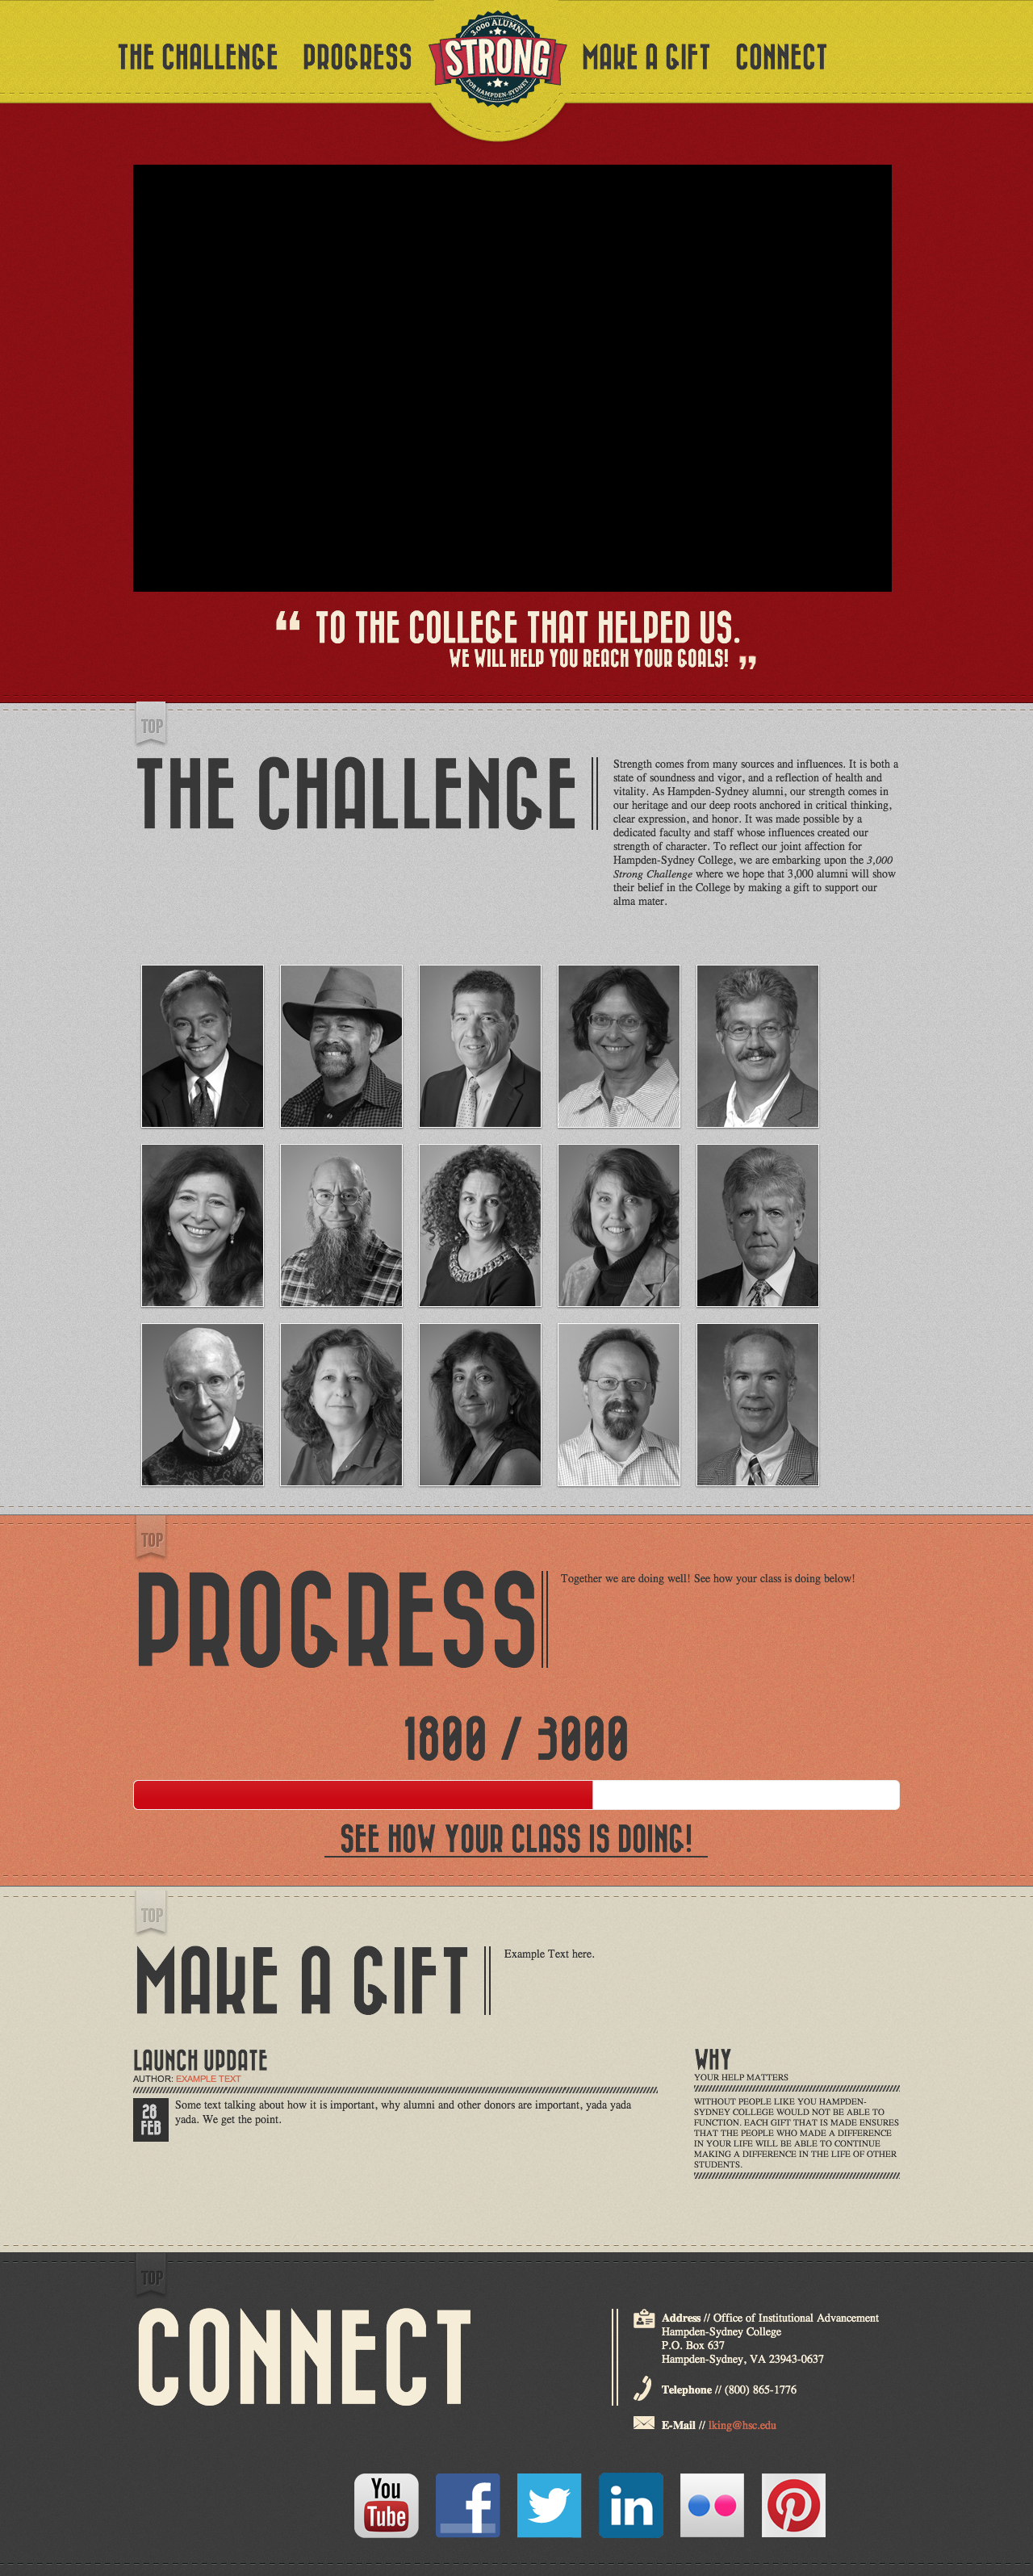 THE CHALLENGE PROGRESS 3,000 ALUMNI STRONG FOR HAMPDEN-SYDNEY MAKE A GIFT CONNECT
“ TO THE COLLEGE THAT HELPED US.
WE WILL HELP YOU REACH YOUR GOALS! ”
TOP
THE CHALLENGE
Strength comes from many sources and influences. It is both a
state of soundness and vigor, and a reflection of health and
vitality. As Hampden-Sydney alumni, our strength comes in
our heritage and our deep roots anchored in critical thinking,
clear expression, and honor. It was made possible by a
dedicated faculty and staff whose influences created our
strength of character. To reflect our joint affection for
Hampden-Sydney College, we are embarking upon the 3,000
Strong Challenge where we hope that 3,000 alumni will show
their belief in the College by making a gift to support our
alma mater.
TOP
PROGRESS
Together we are doing well! See how your class is doing below!
1800 / 3000
SEE HOW YOUR CLASS IS DOING!
TOP
MAKE A GIFT
Example Text here.
LAUNCH UPDATE
AUTHOR: EXAMPLE TEXT
28
FEB
Some text talking about how it is important, why alumni and other donors are important, yada yada
yada. We get the point.
WHY
YOUR HELP MATTERS
WITHOUT PEOPLE LIKE YOU HAMPDEN-
SYDNEY COLLEGE WOULD NOT BE ABLE TO
FUNCTION. EACH GIFT THAT IS MADE ENSURES
THAT THE PEOPLE WHO MADE A DIFFERENCE
IN YOUR LIFE WILL BE ABLE TO CONTINUE
MAKING A DIFFERENCE IN THE LIFE OF OTHER
STUDENTS.
TOP
CONNECT
Address // Office of Institutional Advancement
Hampden-Sydney College
P.O. Box 637
Hampden-Sydney, VA 23943-0637
Telephone // (800) 865-1776
E-Mail // lking@hsc.edu
You
Tube
f
in